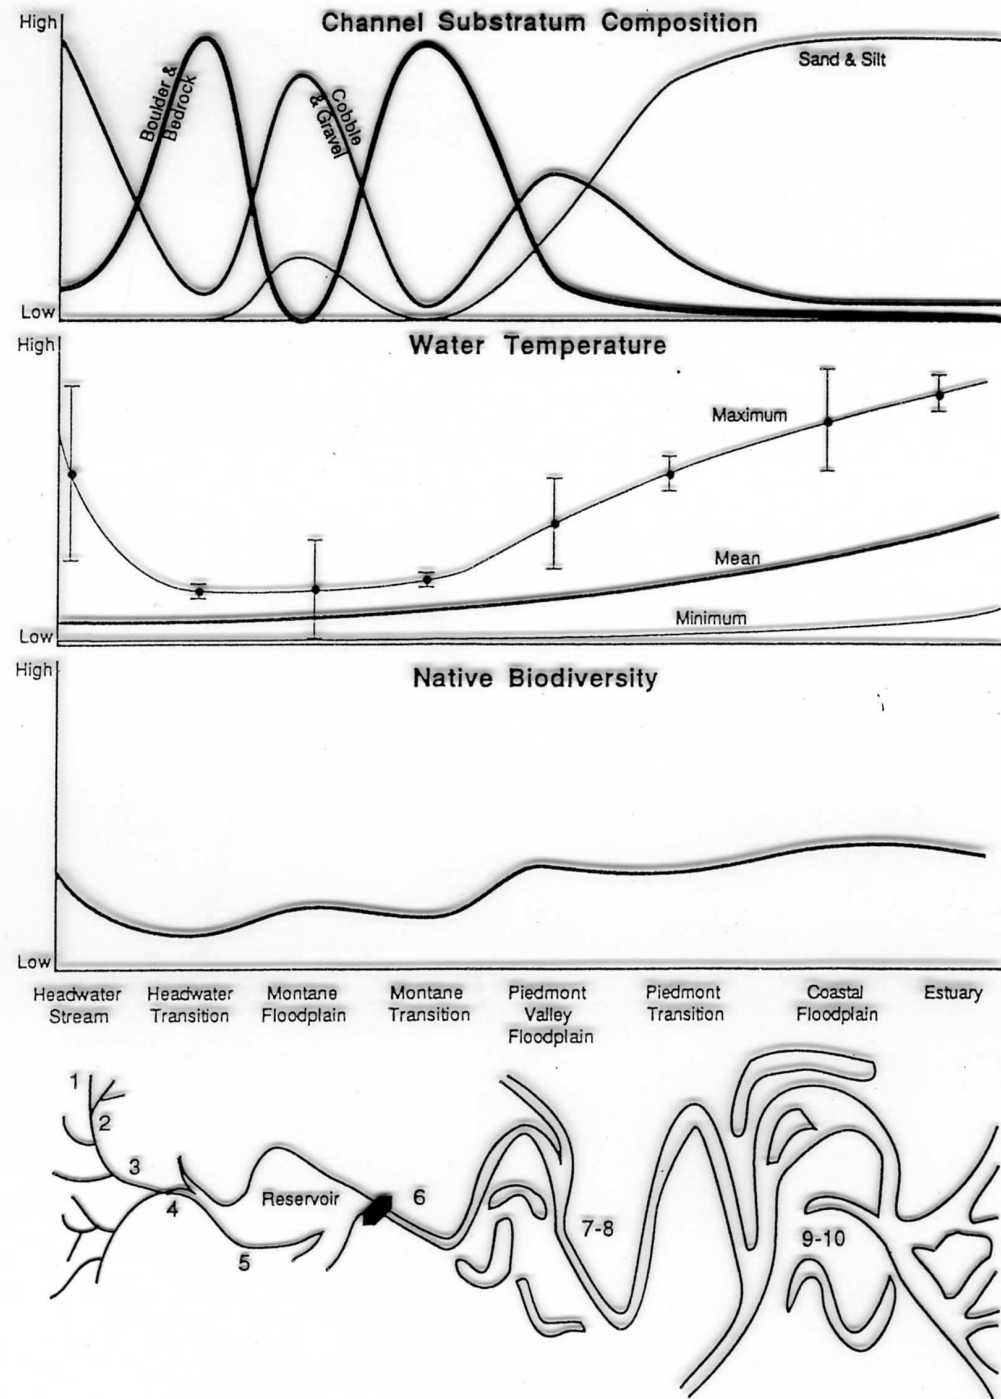 Channel Substratum Composition
High
Boulder &
Bedrock
Cobble
& Gravel
Sand & Silt
Low
Water Temperature
High
Maximum
Mean
Minimum
Low
Native Biodiversity
High
Low
Headwater
Stream
Headwater
Transition
Montane
Floodplain
Montane
Transition
Piedmont
Valley
Floodplain
Piedmont
Transition
Coastal
Floodplain
Estuary
1
2
3
4
5
Reservoir
6
7-8
9-10